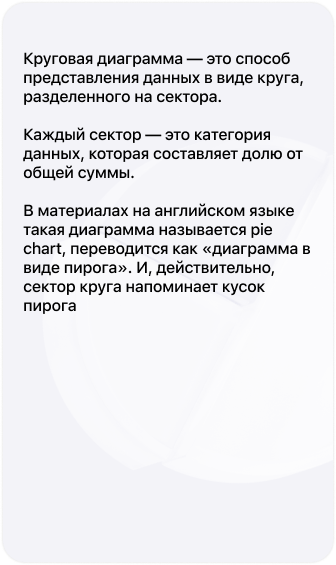 Круговая диаграмма — это способ
представления данных в виде круга,
разделенного на сектора.
Каждый сектор — это категория
данных, которая составляет долю от
общей суммы.
В материалах на английском языке
такая диаграмма называется pie
chart, переводится как «диаграмма в
виде пирога». И, действительно,
сектор круга напоминает кусок
пирога